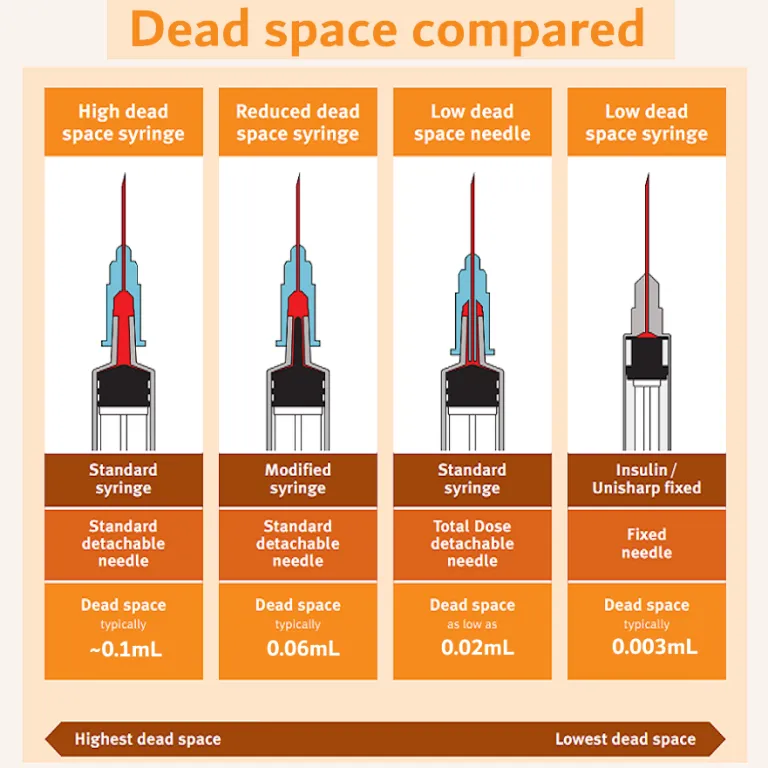 Dead space compared
High dead
space syringe
Reduced dead
space syringe
Low dead
space needle
Low dead
space syringe
Standard
syringe
Modified
syringe
Standard
syringe
Insulin /
Unisharp fixed
Standard
detachable
needle
Standard
detachable
needle
Total Dose
detachable
needle
Fixed
needle
Dead space
typically
~0.1mL
Dead space
typically
0.06mL
Dead space
as low as
0.02mL
Dead space
typically
0.003mL
Highest dead space
Lowest dead space